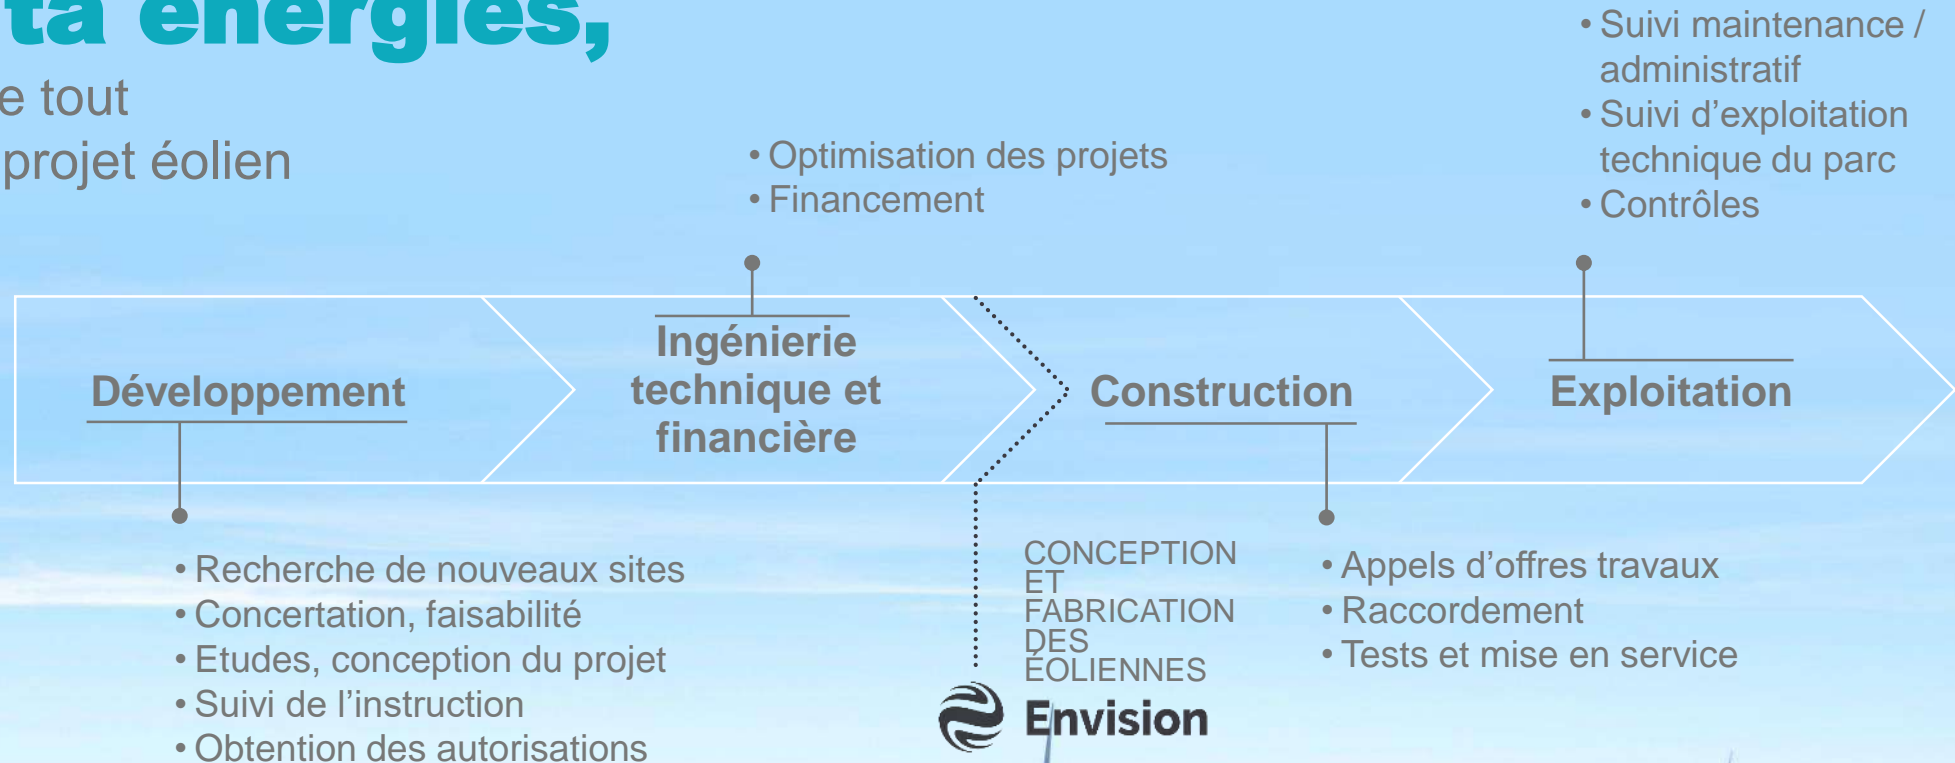 ta énergies,
e tout
projet éolien
• Suivi maintenance /
administratif
• Suivi d’exploitation
technique du parc
• Contrôles
• Optimisation des projets
• Financement
Développement
Ingénierie
technique et
financière
Construction
Exploitation
• Recherche de nouveaux sites
• Concertation, faisabilité
• Etudes, conception du projet
• Suivi de l’instruction
• Obtention des autorisations
CONCEPTION
ET
FABRICATION
DES
ÉOLIENNES
Envision
• Appels d’offres travaux
• Raccordement
• Tests et mise en service